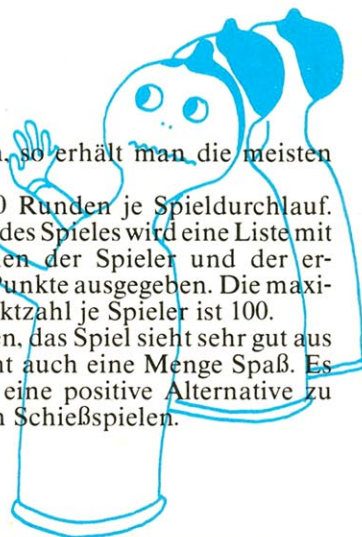 so erhält man die meisten
Runden je Spieldurchlauf.
des Spieles wird eine Liste mit
der Spieler und der er-
Punkte ausgegeben. Die maxi-
je Spieler ist 100.
das Spiel sieht sehr gut aus
auch eine Menge Spaß. Es
eine positive Alternative zu
Schießspielen.